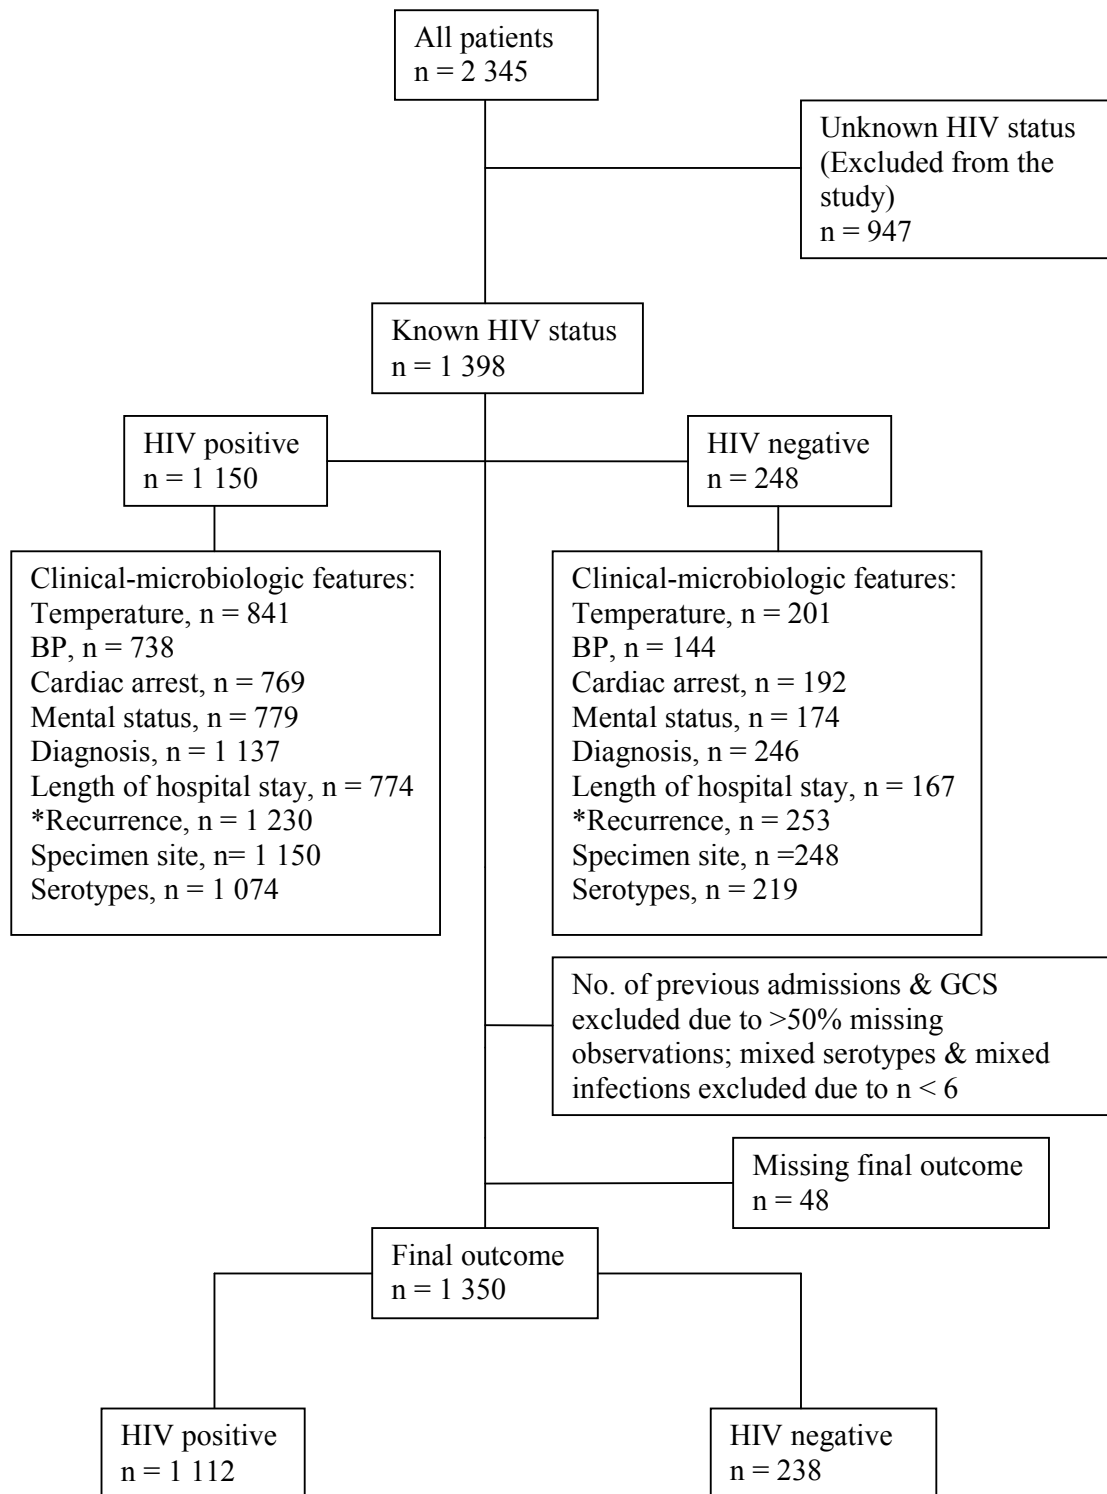 All patients
n = 2 345
Unknown HIV status
(Excluded from the
study)
n = 947
Known HIV status
n = 1 398
HIV positive
n = 1 150
HIV negative
n = 248
Clinical-microbiologic features:
Temperature, n = 841
BP, n = 738
Cardiac arrest, n = 769
Mental status, n = 779
Diagnosis, n = 1 137
Length of hospital stay, n = 774
*Recurrence, n = 1 230
Specimen site, n= 1 150
Serotypes, n = 1 074
Clinical-microbiologic features:
Temperature, n = 201
BP, n = 144
Cardiac arrest, n = 192
Mental status, n = 174
Diagnosis, n = 246
Length of hospital stay, n = 167
*Recurrence, n = 253
Specimen site, n =248
Serotypes, n = 219
No. of previous admissions & GCS
excluded due to >50% missing
observations; mixed serotypes & mixed
infections excluded due to n < 6
Missing final outcome
n = 48
Final outcome
n = 1 350
HIV positive
n = 1 112
HIV negative
n = 238